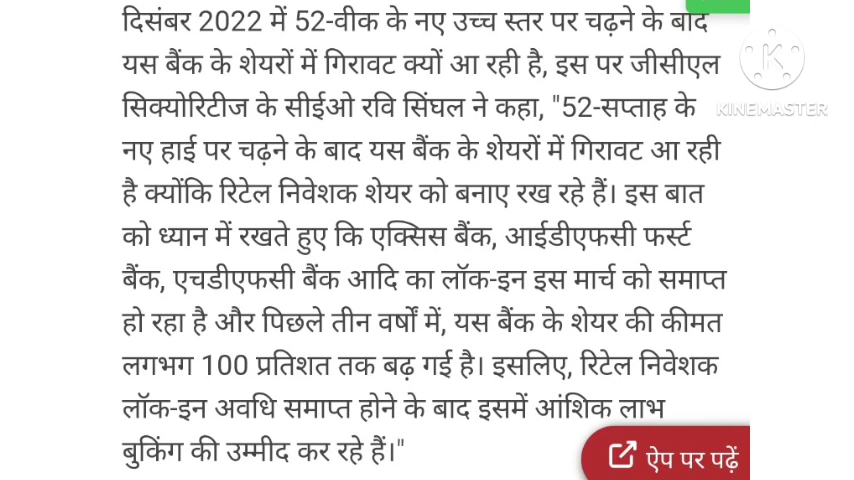 दिसंबर 2022 में 52-वीक के नए उच्च स्तर पर चढ़ने के बाद
यस बैंक के शेयरों में गिरावट क्यों आ रही है, इस पर जीसीएल
सिक्योरिटीज के सीईओ रवि सिंघल ने कहा, "52-सप्ताह के
नए हाई पर चढ़ने के बाद यस बैंक के शेयरों में गिरावट आ रही
है क्योंकि रिटेल निवेशक शेयर को बनाए रख रहे हैं। इस बात
को ध्यान में रखते हुए कि एक्सिस बैंक, आईडीएफसी फर्स्ट
बैंक, एचडीएफसी बैंक आदि का लॉक-इन इस मार्च को समाप्त
हो रहा है और पिछले तीन वर्षों में, यस बैंक के शेयर की कीमत
लगभग 100 प्रतिशत तक बढ़ गई है। इसलिए, रिटेल निवेशक
लॉक-इन अवधि समाप्त होने के बाद इसमें आंशिक लाभ
बुकिंग की उम्मीद कर रहे हैं।"
ऐप पर पढ़ें
K
KINEMASTER